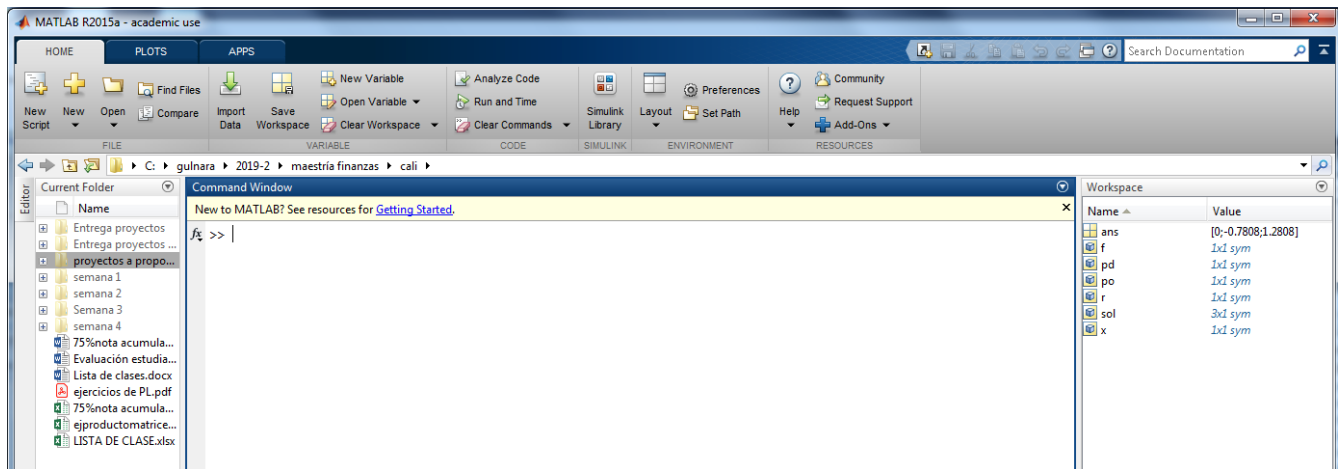 MATLAB R2015a - academic use
HOME PLOTS APPS
Search Documentation
New Script
New
Open
Find Files
Compare
Import Data
Save Workspace
New Variable
Open Variable
Clear Workspace
Analyze Code
Run and Time
Clear Commands
Simulink Library
Layout
Preferences
Set Path
Help
Community
Request Support
Add-Ons
FILE VARIABLE CODE SIMULINK ENVIRONMENT RESOURCES
C: gulnara 2019-2 maestría finanzas cali
Editor
Current Folder
Name
Entrega proyectos
Entrega proyectos ...
proyectos a propo...
semana 1
semana 2
Semana 3
semana 4
75%nota acumula...
Evaluación estudia...
Lista de clases.docx
ejercicios de PL.pdf
75%nota acumula...
ejproductomatrice...
LISTA DE CLASE.xlsx
Command Window
New to MATLAB? See resources for Getting Started.
fx >>
Workspace
Name Value
ans [0;-0.7808;1.2808]
f 1x1 sym
pd 1x1 sym
po 1x1 sym
r 1x1 sym
sol 3x1 sym
x 1x1 sym